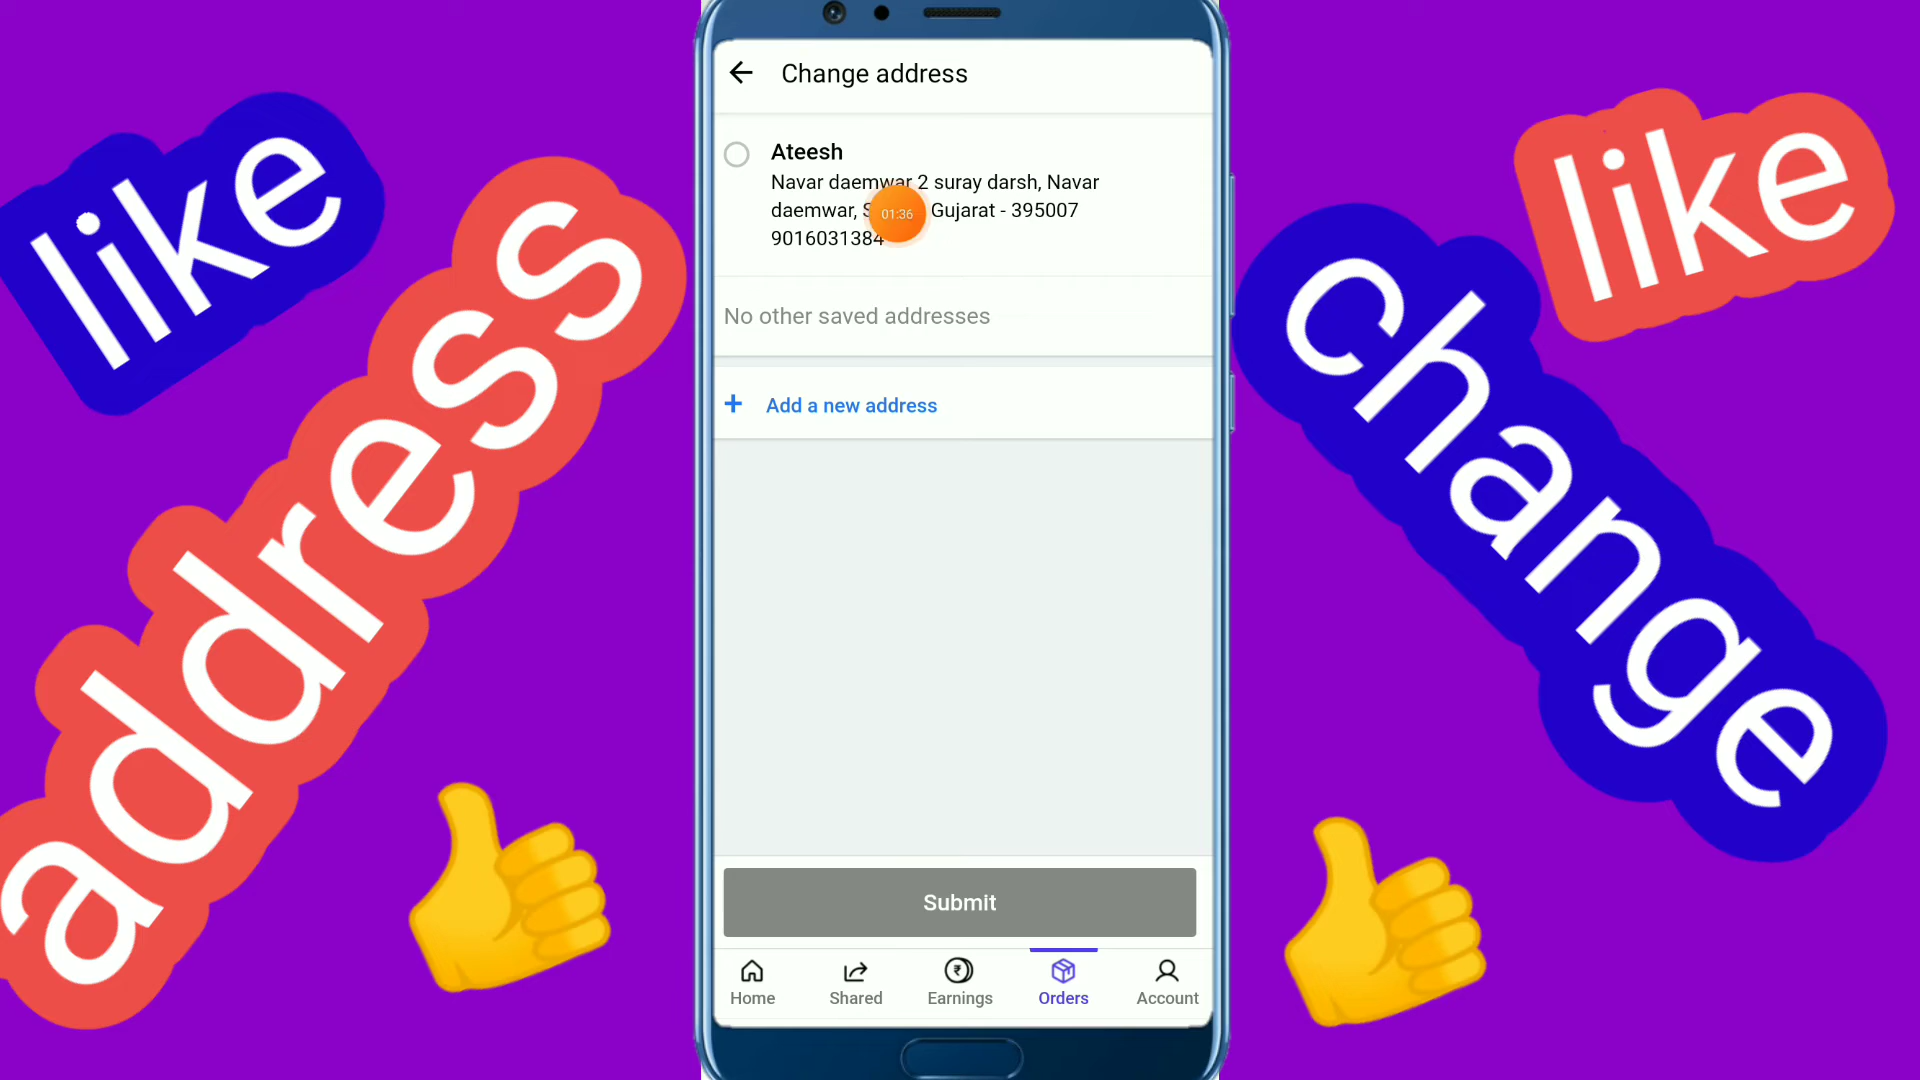 like
address
Change address
Ateesh
Navar daemwar 2 suray darsh, Navar
daemwar, Gujarat - 395007
9016031384
01:36
No other saved addresses
+ Add a new address
Submit
Home
Shared
Earnings
Orders
Account
like
change